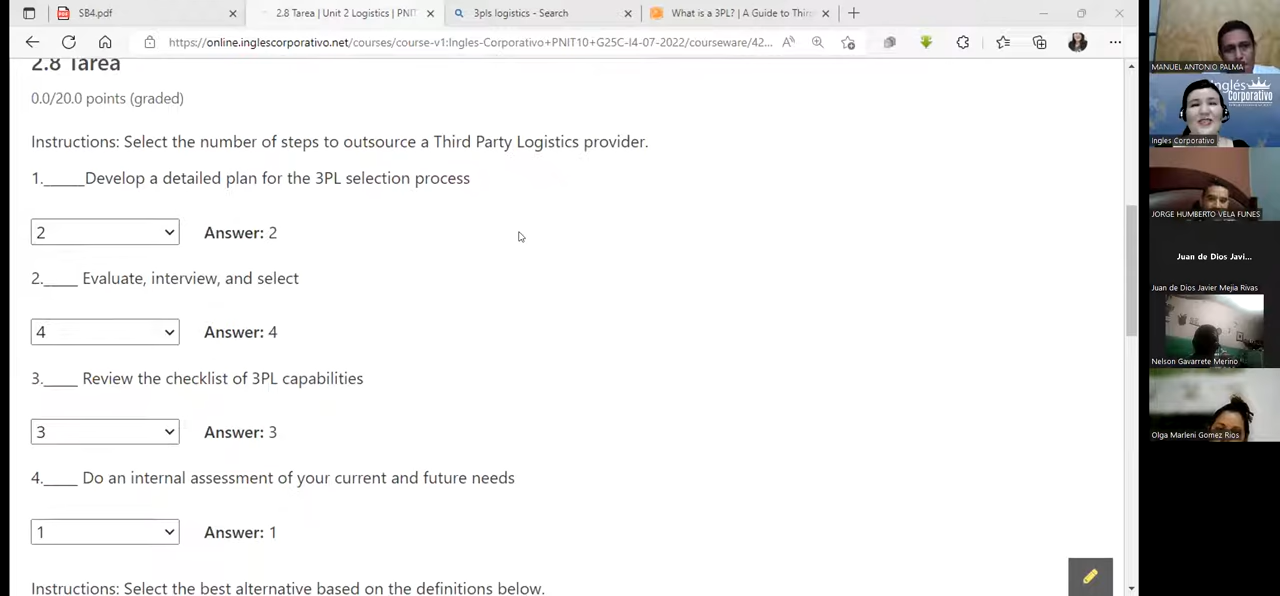 SB4.pdf
2.8 Tarea | Unit 2 Logistics | PNIT
3pls logistics - Search
What is a 3PL? | A Guide to Thir
https://online.inglescorporativo.net/courses/course-v1:Ingles-Corporativo+PNIT10+G25C-I4-07-2022/courseware/42...
2.8 Tarea
0.0/20.0 points (graded)
Instructions: Select the number of steps to outsource a Third Party Logistics provider.
1._____Develop a detailed plan for the 3PL selection process
2 Answer: 2
2.____ Evaluate, interview, and select
4 Answer: 4
3.____ Review the checklist of 3PL capabilities
3 Answer: 3
4.____ Do an internal assessment of your current and future needs
1 Answer: 1
Instructions: Select the best alternative based on the definitions below.
MANUEL ANTONIO PALMA
Inglés
Corporativo
Ingles Corporativo
JORGE HUMBERTO VELA FUNES
Juan de Dios Javi...
Juan de Dios Javier Mejia Rivas
Nelson Gavarrete Merino
Olga Marleni Gomez Rios